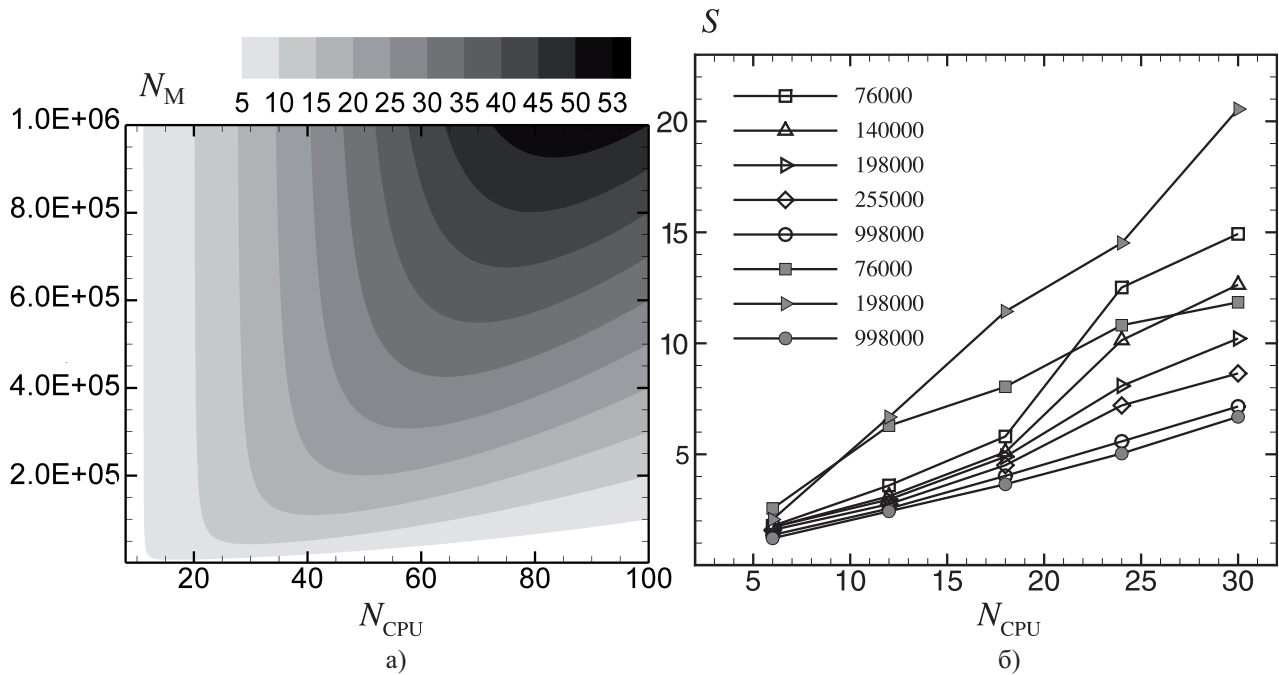 N_M
5 10 15 20 25 30 35 40 45 50 53
1.0E+06
8.0E+05
6.0E+05
4.0E+05
2.0E+05
20 40 60 80 100
N_CPU
а)
S
76000
140000
198000
255000
998000
76000
198000
998000
20
15
10
5
5 10 15 20 25 30
N_CPU
б)